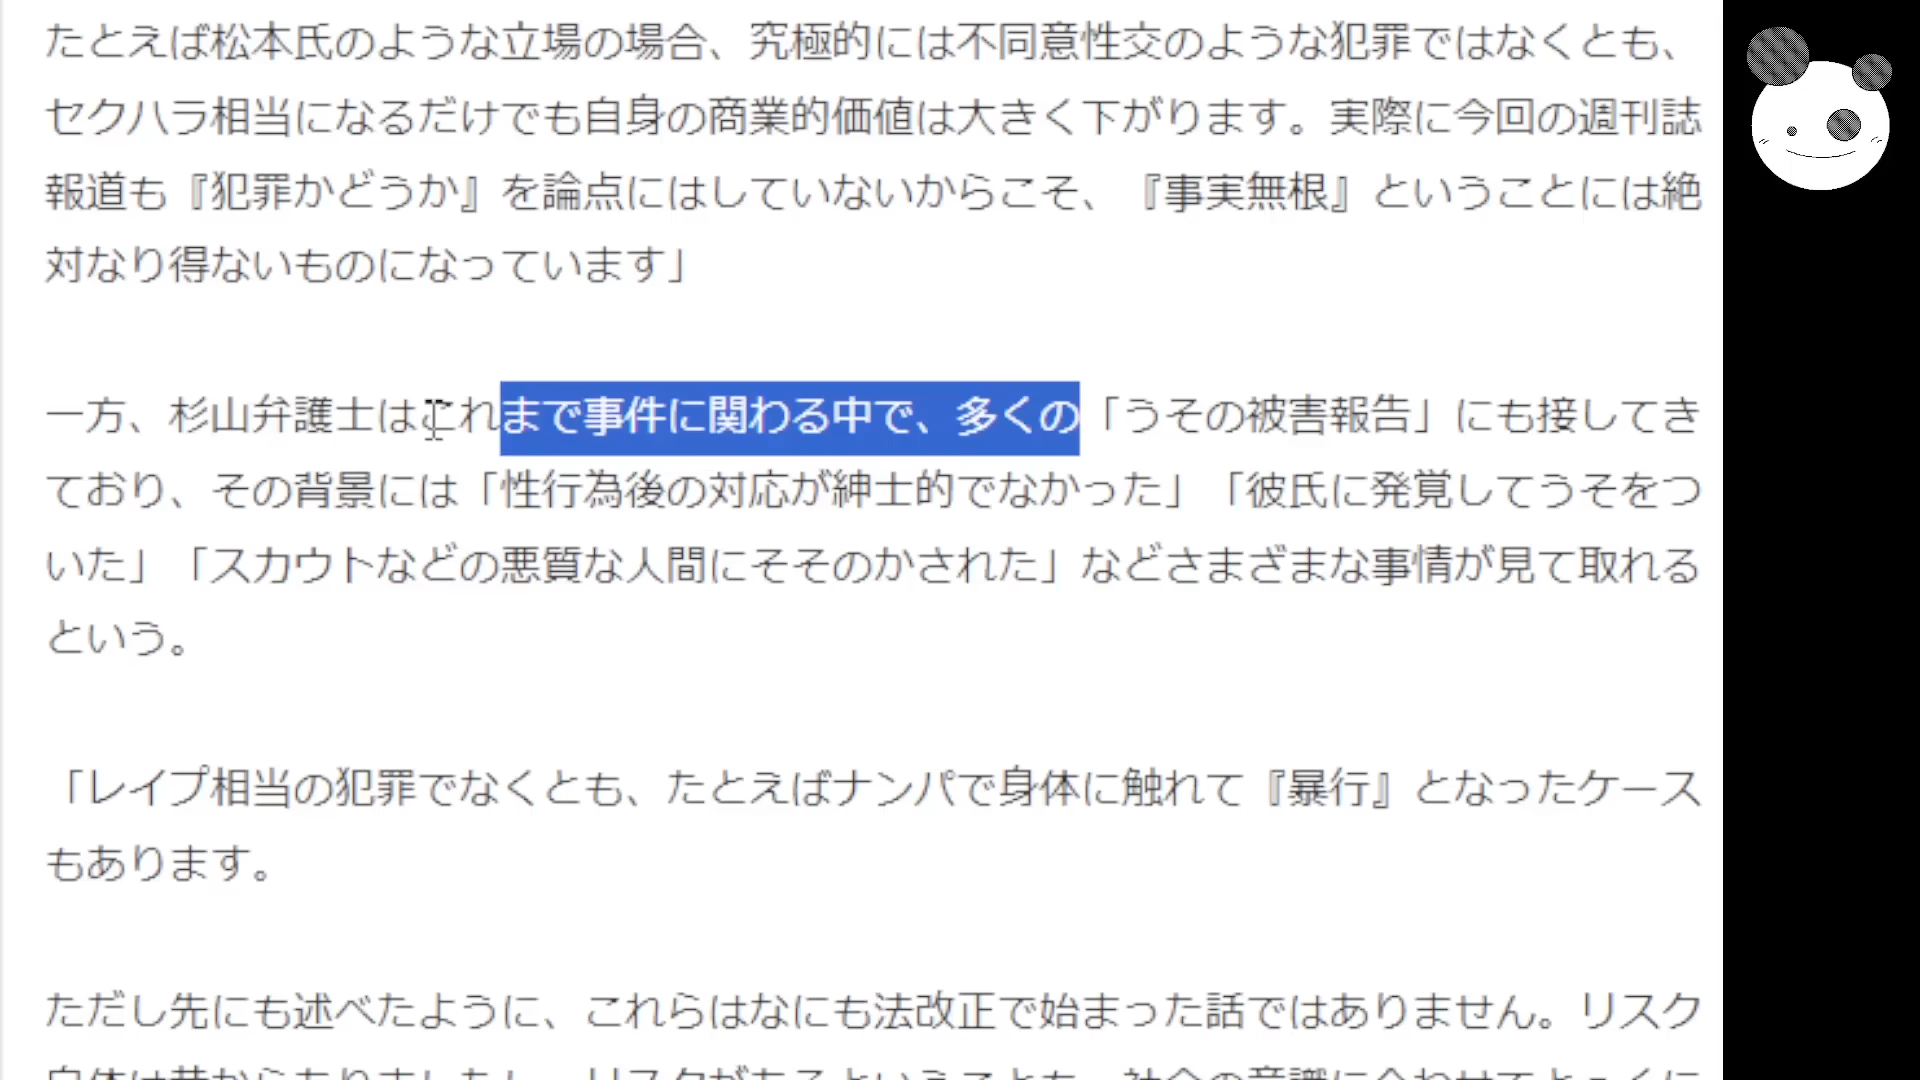 たとえば松本氏のような立場の場合、究極的には不同意性交のような犯罪ではなくとも、
セクハラ相当になるだけでも自身の商業的価値は大きく下がります。実際に今回の週刊誌
報道も『犯罪かどうか』を論点にはしていないからこそ、『事実無根』ということには絶
対なり得ないものになっています」
一方、杉山弁護士はこれまで事件に関わる中で、多くの「うその被害報告」にも接してき
ており、その背景には「性行為後の対応が紳士的でなかった」「彼氏に発覚してうそをつ
いた」「スカウトなどの悪質な人間にそそのかされた」などさまざまな事情が見て取れる
という。
「レイプ相当の犯罪でなくとも、たとえばナンパで身体に触れて『暴行』となったケース
もあります。
ただし先にも述べたように、これらはなにも法改正で始まった話ではありません。リスク